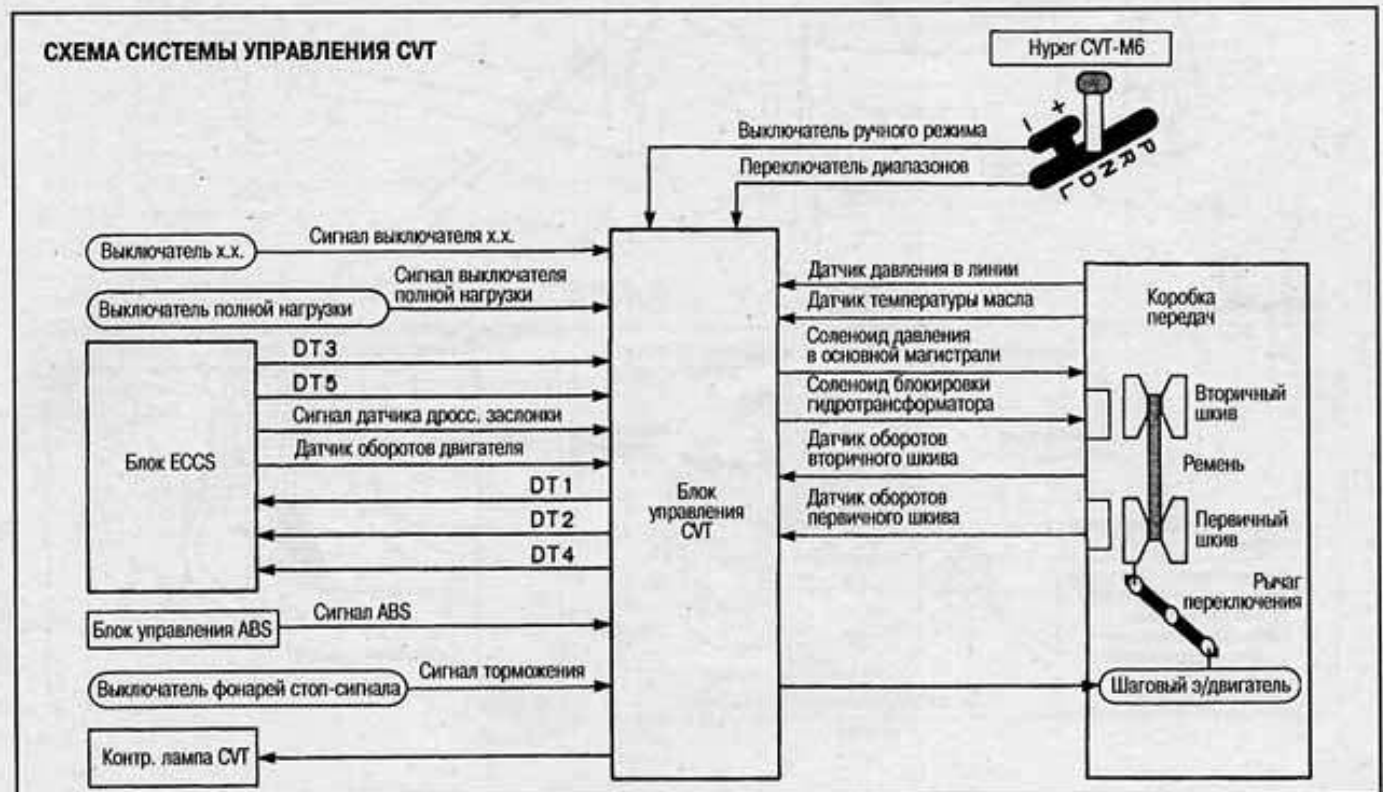 СХЕМА СИСТЕМЫ УПРАВЛЕНИЯ CVT
Hyper CVT-M6
+
–
P R N D L
Выключатель ручного режима
Переключатель диапазонов
Выключатель х.х.
Сигнал выключателя х.х.
Выключатель полной нагрузки
Сигнал выключателя
полной нагрузки
Блок ECCS
DT3
DT5
Сигнал датчика дросс. заслонки
Датчик оборотов двигателя
DT1
DT2
DT4
Блок управления ABS
Сигнал ABS
Выключатель фонарей стоп-сигнала
Сигнал торможения
Контр. лампа CVT
Блок
управления
CVT
Датчик давления в линии
Датчик температуры масла
Соленоид давления
в основной магистрали
Соленоид блокировки
гидротрансформатора
Датчик оборотов
вторичного шкива
Датчик оборотов
первичного шкива
Коробка
передач
Вторичный
шкив
Ремень
Первичный
шкив
Рычаг
переключения
Шаговый э/двигатель